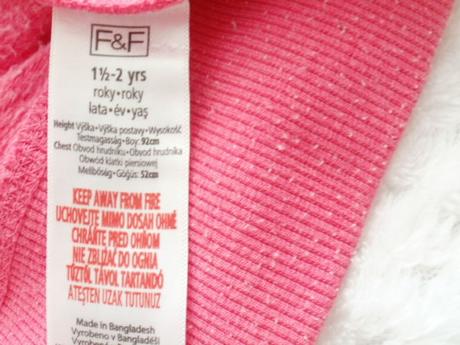 F&F
1½-2 yrs
roky•roky
lata•év•yaş
Height Výška•Výška postavy•Wysokość
Testmagasság•Boy: 92cm
Chest Obvod hrudníku•Obvod hrudníka
Obwód klatki piersiowej
Mellbőség•Göğüs: 52cm
KEEP AWAY FROM FIRE
UCHOVEJTE MIMO DOSAH OHNĚ
CHRÁŇTE PRED OHŇOM
NIE ZBLIŻAĆ DO OGNIA
TŰZTŐL TÁVOL TARTANDÓ
ATEŞTEN UZAK TUTUNUZ
Made in Bangladesh
Vyrobeno v Bangladéši
Vyrobené v